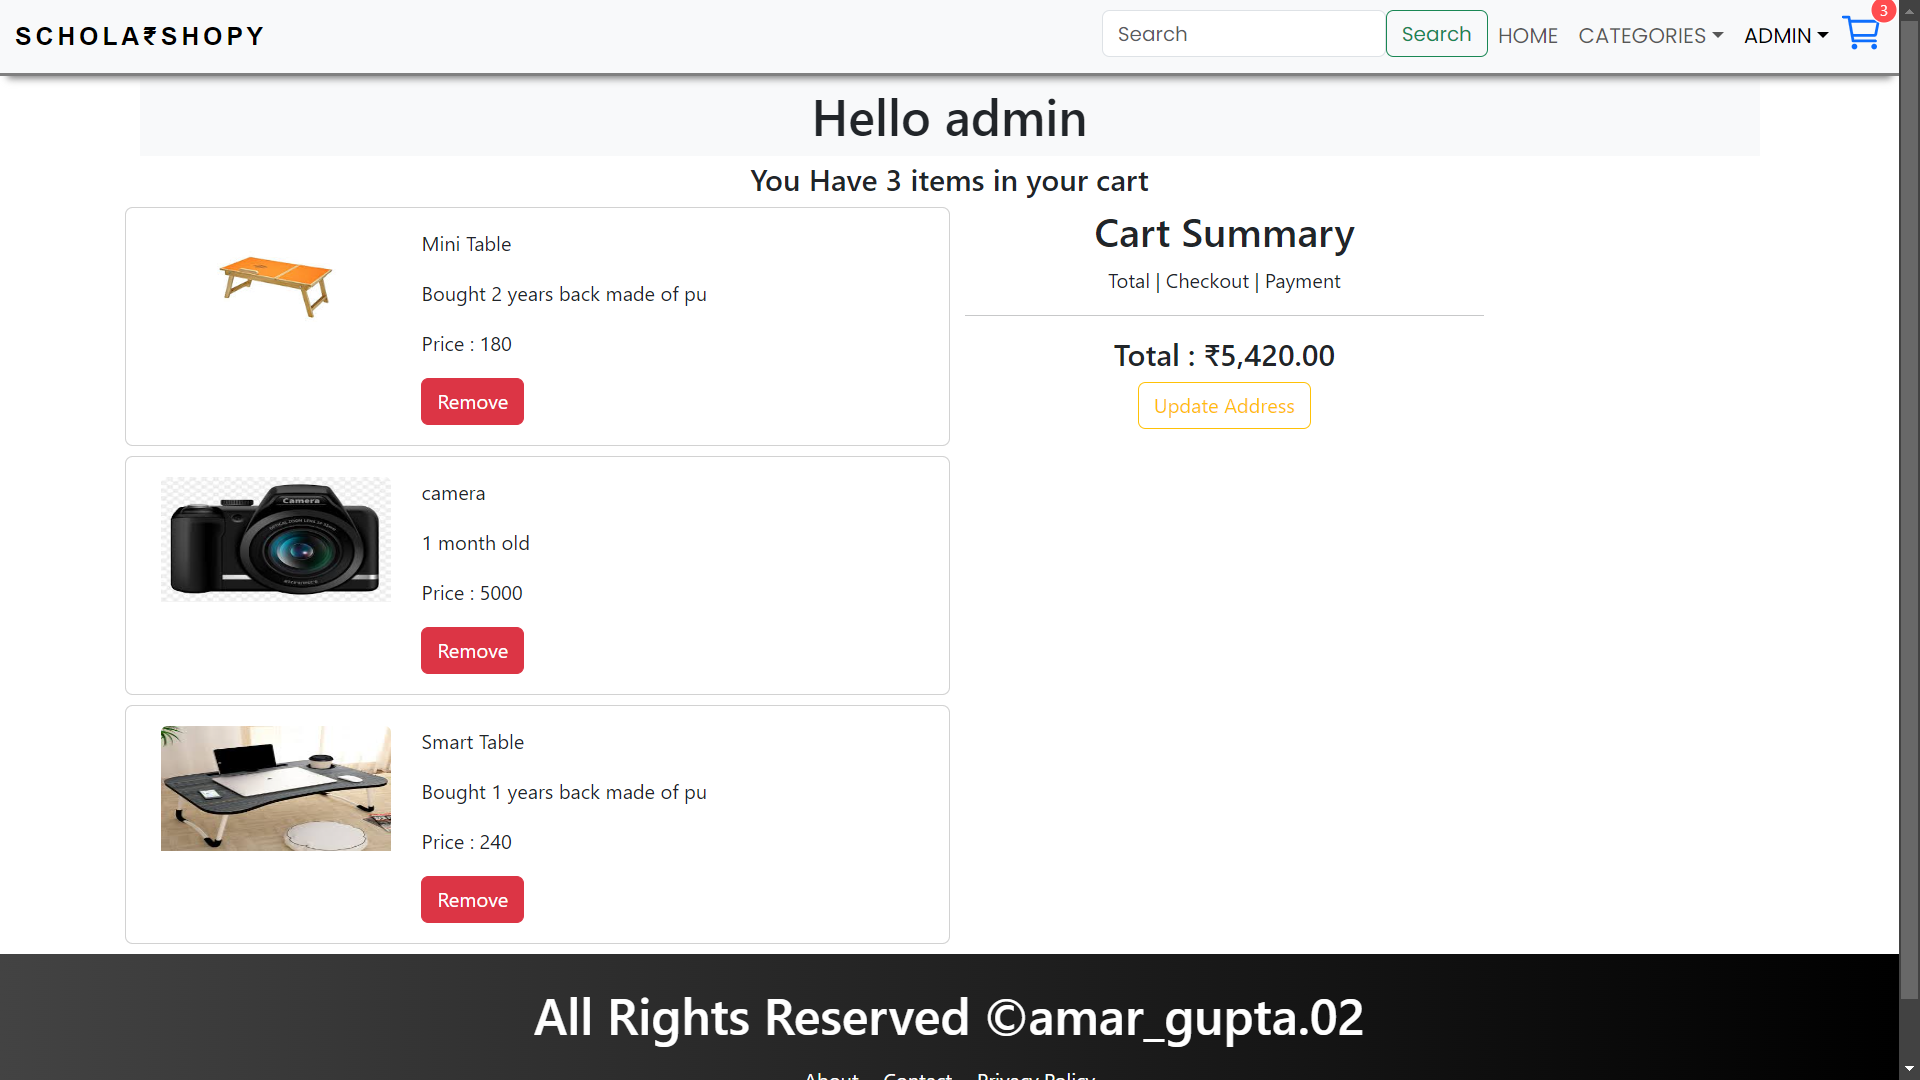 SCHOLA₹SHOPY
Search
Search
HOME
CATEGORIES
ADMIN
3
Hello admin
You Have 3 items in your cart
Mini Table
Bought 2 years back made of pu
Price : 180
Remove
Camera
camera
1 month old
Price : 5000
Remove
Smart Table
Bought 1 years back made of pu
Price : 240
Remove
Cart Summary
Total | Checkout | Payment
Total : ₹5,420.00
Update Address
All Rights Reserved ©amar_gupta.02
About Contact Privacy Policy